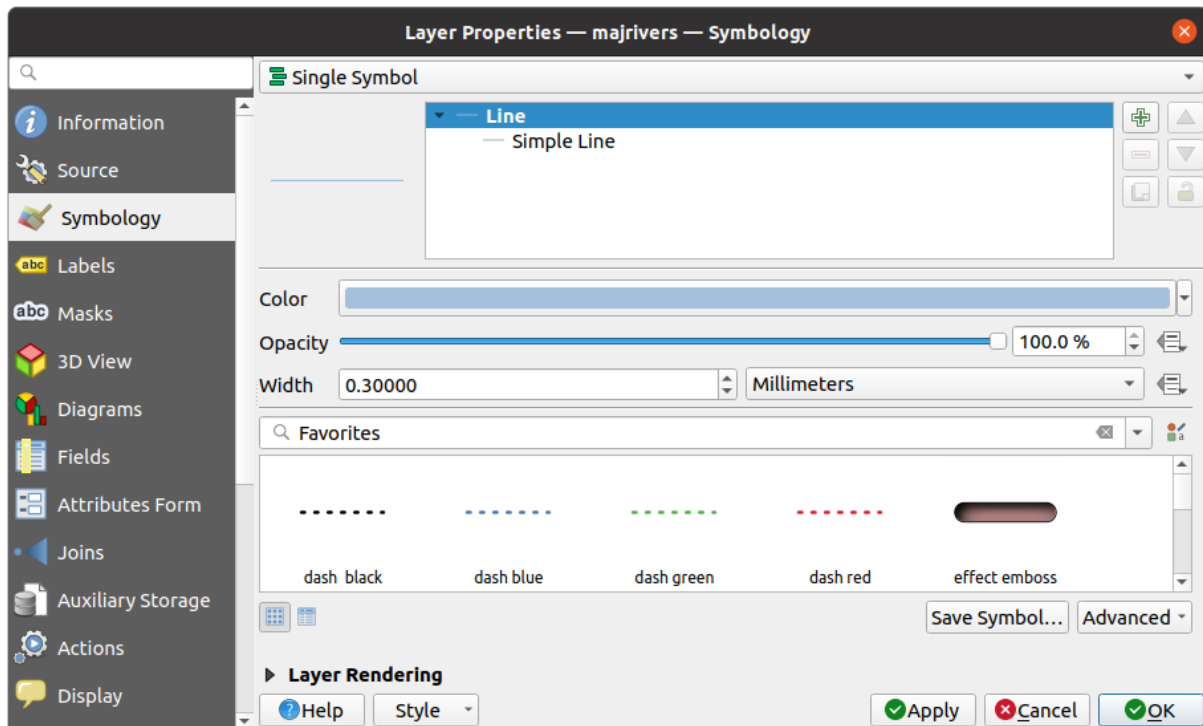 Layer Properties — majrivers — Symbology
Information
Source
Symbology
abc Labels
abc Masks
3D View
Diagrams
Fields
Attributes Form
Joins
Auxiliary Storage
Actions
Display
Single Symbol
Line
Simple Line
Color
Opacity 100.0 %
Width 0.30000 Millimeters
Favorites
dash  black dash blue dash green dash red effect emboss
Save Symbol... Advanced
Layer Rendering
Help Style Apply Cancel OK